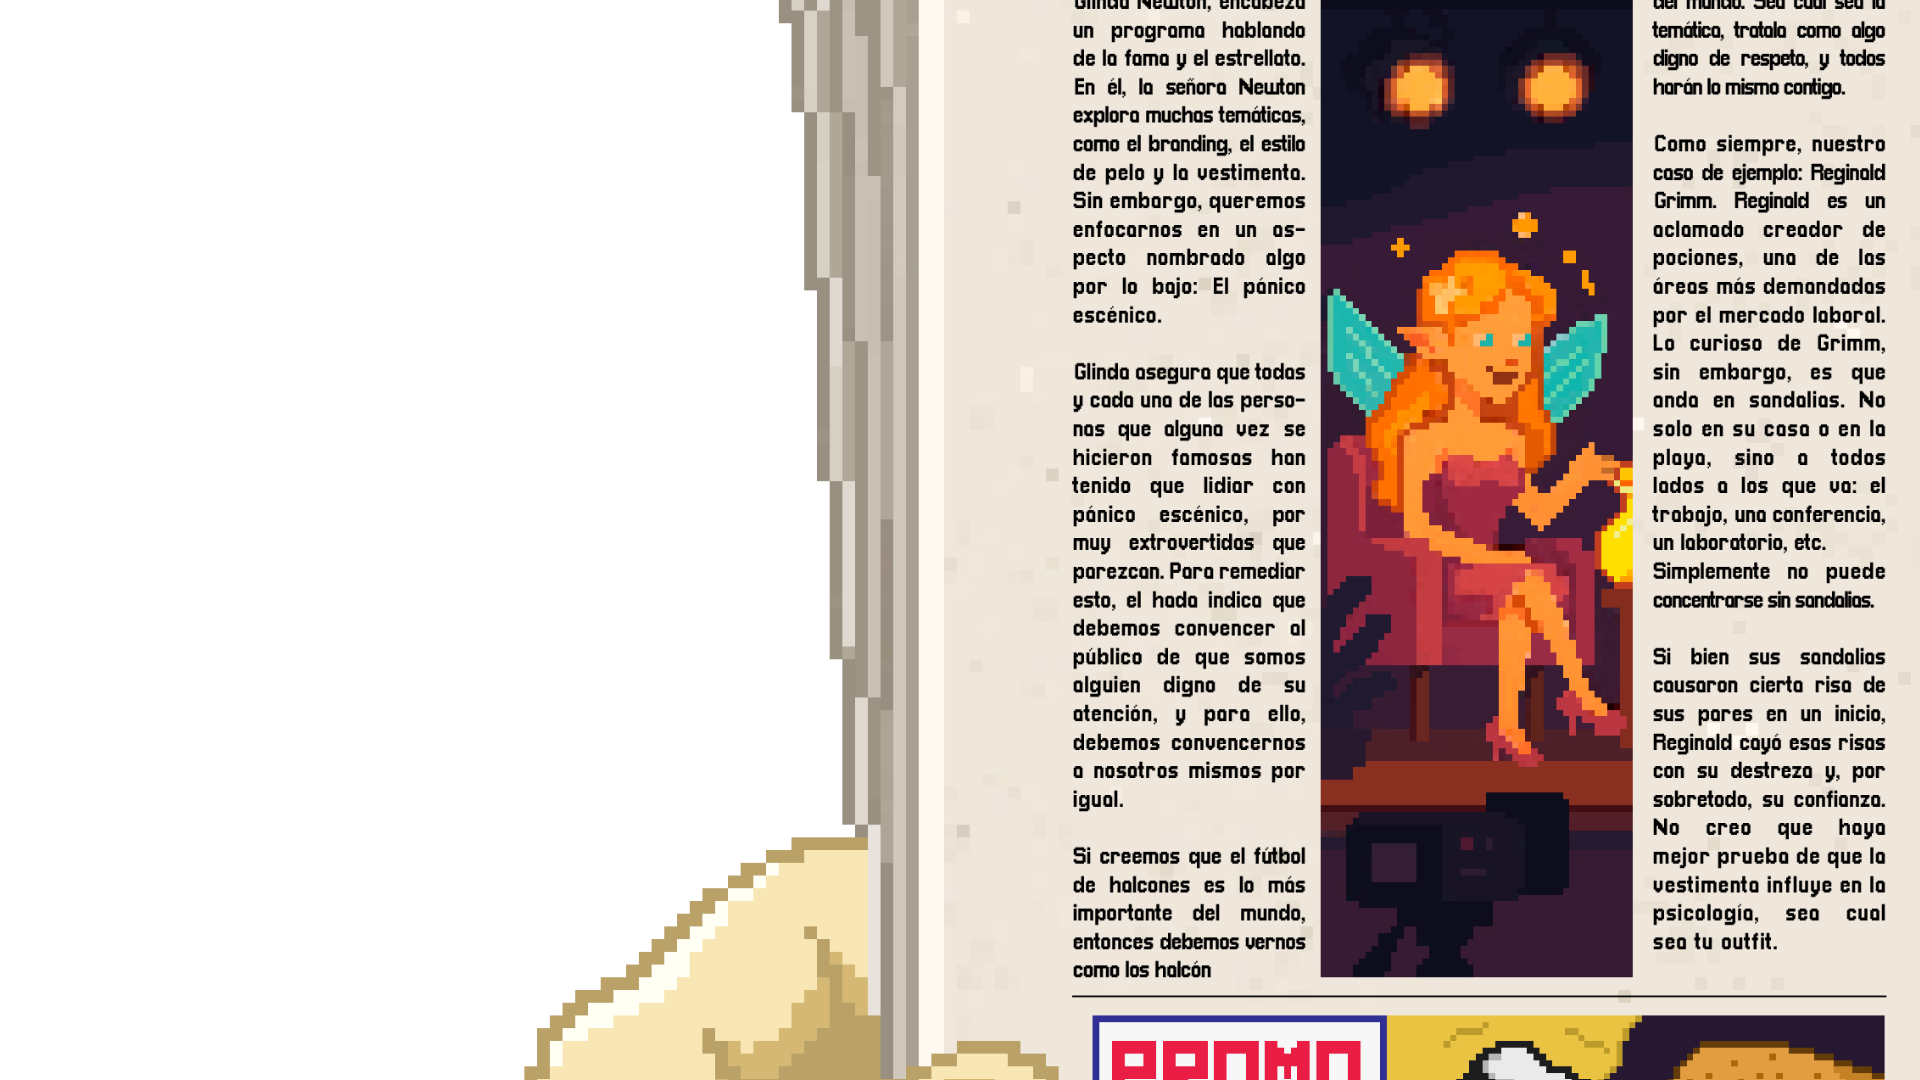 Glinda Newton, encabeza
un programa hablando
de la fama y el estrellato.
En él, la señora Newton
explora muchas temáticas,
como el branding, el estilo
de pelo y la vestimenta.
Sin embargo, queremos
enfocarnos en un as-
pecto nombrado algo
por lo bajo: El pánico
escénico.
Glinda asegura que todas
y cada una de las perso-
nas que alguna vez se
hicieron famosas han
tenido que lidiar con
pánico escénico, por
muy extrovertidas que
parezcan. Para remediar
esto, el hada indica que
debemos convencer al
público de que somos
alguien digno de su
atención, y para ello,
debemos convencernos
a nosotros mismos por
igual.
Si creemos que el fútbol
de halcones es lo más
importante del mundo,
entonces debemos vernos
como los halcón
del mundo. Sea cual sea la
temática, tratala como algo
digno de respeto, y todos
harán lo mismo contigo.
Como siempre, nuestro
caso de ejemplo: Reginald
Grimm. Reginald es un
aclamado creador de
pociones, una de las
áreas más demandadas
por el mercado laboral.
Lo curioso de Grimm,
sin embargo, es que
anda en sandalias. No
solo en su casa o en la
playa, sino a todos
lados a los que va: el
trabajo, una conferencia,
un laboratorio, etc.
Simplemente no puede
concentrarse sin sandalias.
Si bien sus sandalias
causaron cierta risa de
sus pares en un inicio,
Reginald cayó esas risas
con su destreza y, por
sobretodo, su confianza.
No creo que haya
mejor prueba de que la
vestimenta influye en la
psicología, sea cual
sea tu outfit.
PROMO